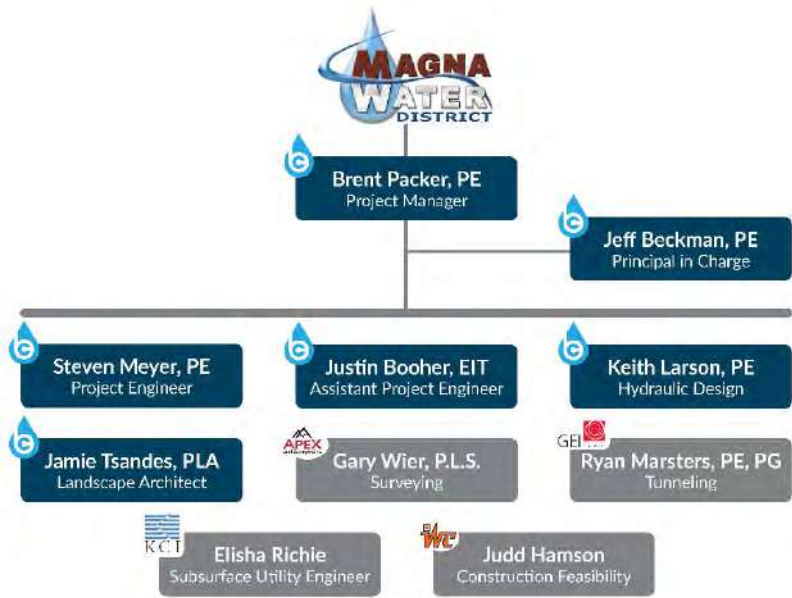 MAGNA
WATER
DISTRICT
Brent Packer, PE
Project Manager
Jeff Beckman, PE
Principal in Charge
Steven Meyer, PE
Project Engineer
Justin Booher, EIT
Assistant Project Engineer
Keith Larson, PE
Hydraulic Design
Jamie Tsandes, PLA
Landscape Architect
APEX
Gary Wier, P.L.S.
Surveying
GEI
Ryan Marsters, PE, PG
Tunneling
KCI
Elisha Richie
Subsurface Utility Engineer
WC
Judd Hamson
Construction Feasibility